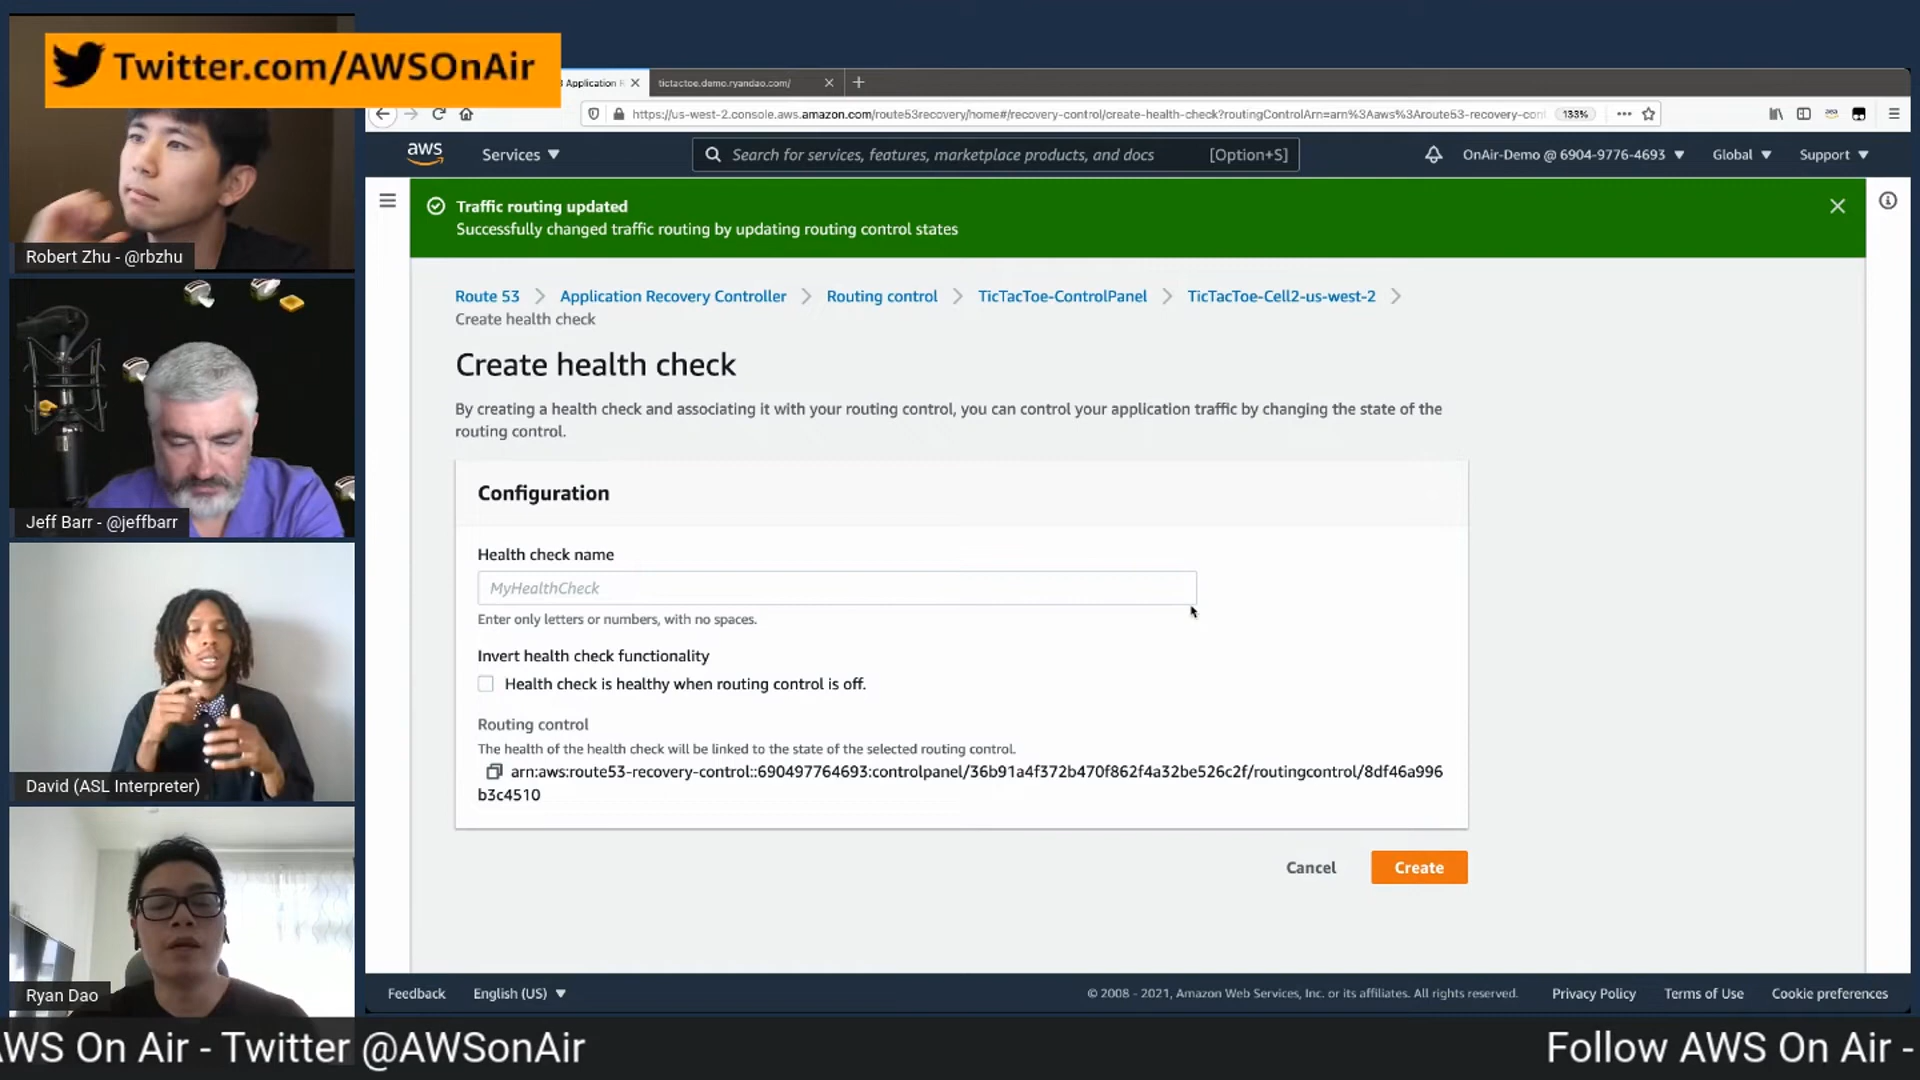 Twitter.com/AWSOnAir
Robert Zhu - @rbzhu
Jeff Barr - @jeffbarr
David (ASL Interpreter)
Ryan Dao
3 Application R
tictactoe.demo.ryandao.com/
https://us-west-2.console.aws.amazon.com/route53recovery/home#/recovery-control/create-health-check?routingControlArn=arn%3Aaws%3Aroute53-recovery-con
133%
aws
Services
Search for services, features, marketplace products, and docs
[Option+S]
OnAir-Demo @ 6904-9776-4693
Global
Support
Traffic routing updated
Successfully changed traffic routing by updating routing control states
Route 53 > Application Recovery Controller > Routing control > TicTacToe-ControlPanel > TicTacToe-Cell2-us-west-2 >
Create health check
Create health check
By creating a health check and associating it with your routing control, you can control your application traffic by changing the state of the
routing control.
Configuration
Health check name
MyHealthCheck
Enter only letters or numbers, with no spaces.
Invert health check functionality
Health check is healthy when routing control is off.
Routing control
The health of the health check will be linked to the state of the selected routing control.
arn:aws:route53-recovery-control::690497764693:controlpanel/36b91a4f372b470f862f4a32be526c2f/routingcontrol/8df46a996
b3c4510
Cancel
Create
Feedback
English (US)
© 2008 - 2021, Amazon Web Services, Inc. or its affiliates. All rights reserved.
Privacy Policy
Terms of Use
Cookie preferences
AWS On Air - Twitter @AWSonAir
Follow AWS On Air -